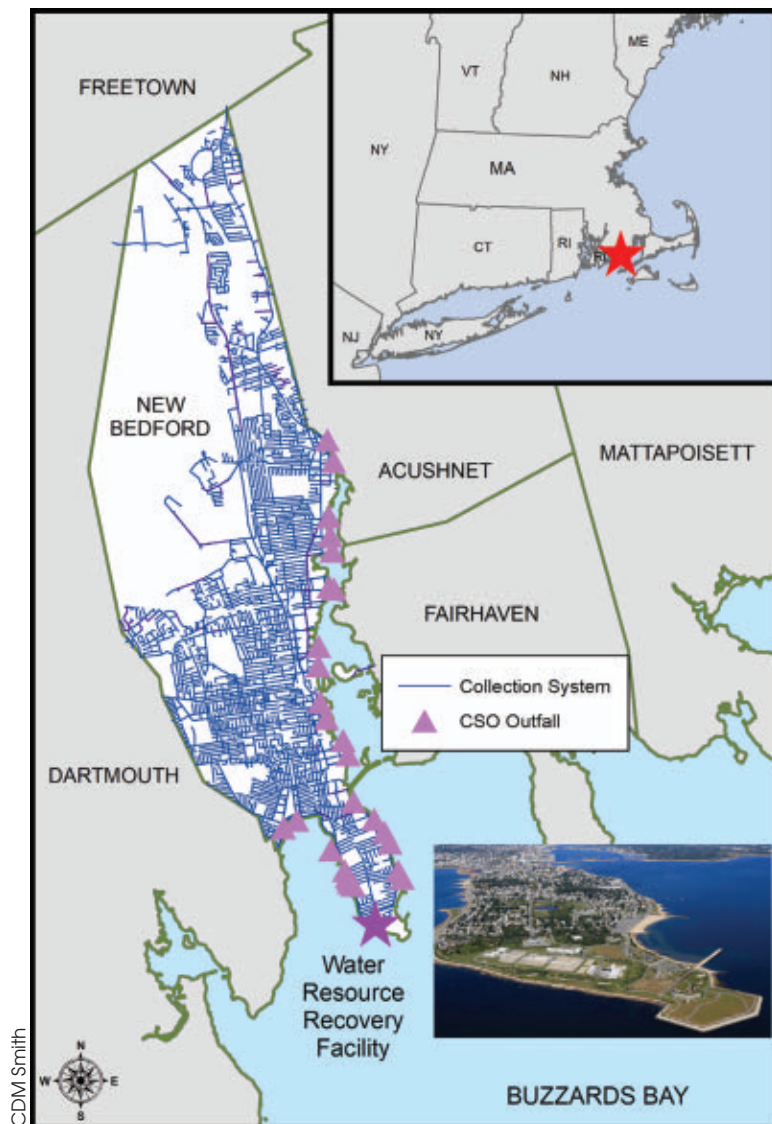 FREETOWN
ME
VT
NH
NY
MA
CT
RI
RI
NJ
NY
NEW
BEDFORD
ACUSHNET
MATTAPOISETT
FAIRHAVEN
Collection System
CSO Outfall
DARTMOUTH
Water
Resource
Recovery
Facility
BUZZARDS BAY
N
W
E
S
CDM Smith